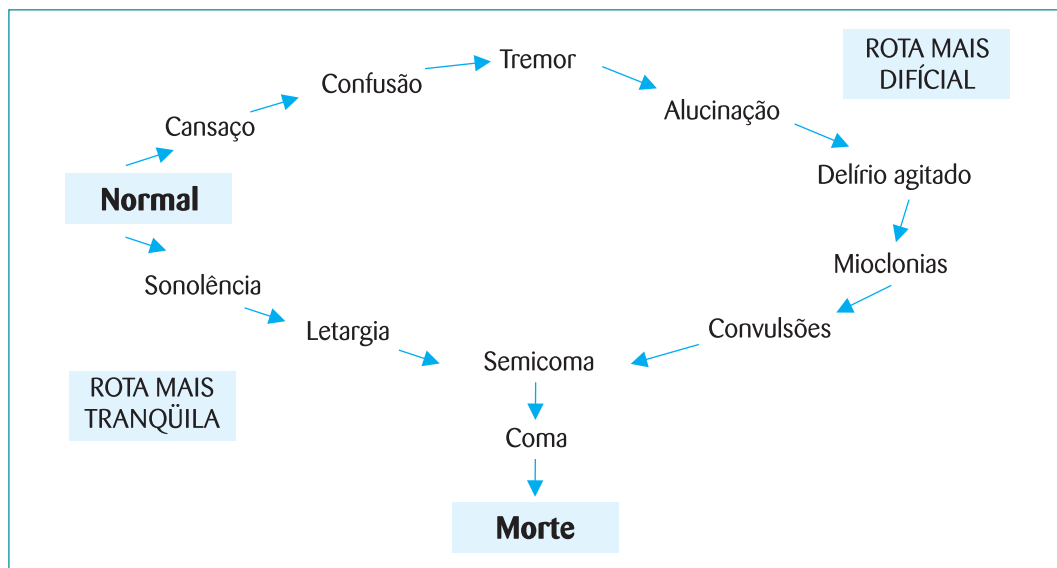 ROTA MAIS
DIFÍCIAL
Tremor
Confusão
Alucinação
Cansaço
Delírio agitado
Normal
Mioclonias
Sonolência
Letargia
Convulsões
Semicoma
ROTA MAIS
TRANQÜILA
Coma
Morte